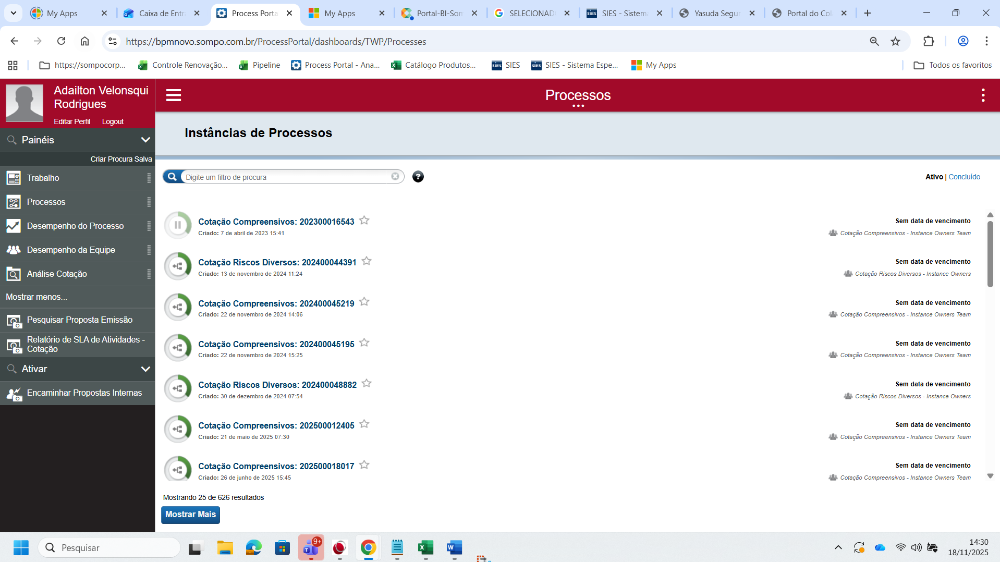 My Apps
Caixa de Entr
Process Porta
My Apps
Portal-BI-Som
SELECIONAD
SIES - Sistema
Yasuda Segur
Portal do Col
https://bpmnovo.sompo.com.br/ProcessPortal/dashboards/TWP/Processes
https://sompocorp...
Controle Renovação...
Pipeline
Process Portal - Ana...
Catálogo Produtos...
SIES
SIES - Sistema Espe...
My Apps
Todos os favoritos
Adailton Velonsqui
Rodrigues
Editar Perfil
Logout
Processos
Painéis
Criar Procura Salva
Trabalho
Processos
Desempenho do Processo
Desempenho da Equipe
Análise Cotação
Mostrar menos...
Pesquisar Proposta Emissão
Relatório de SLA de Atividades -
Cotação
Ativar
Encaminhar Propostas Internas
Instâncias de Processos
Digite um filtro de procura
?
Ativo | Concluído
Cotação Compreensivos: 202300016543
Criado: 7 de abril de 2023 15:41
Sem data de vencimento
Cotação Compreensivos - Instance Owners Team
Cotação Riscos Diversos: 202400044391
Criado: 13 de novembro de 2024 11:24
Sem data de vencimento
Cotação Riscos Diversos - Instance Owners
Cotação Compreensivos: 202400045219
Criado: 22 de novembro de 2024 14:06
Sem data de vencimento
Cotação Compreensivos - Instance Owners Team
Cotação Compreensivos: 202400045195
Criado: 22 de novembro de 2024 15:25
Sem data de vencimento
Cotação Compreensivos - Instance Owners Team
Cotação Riscos Diversos: 202400048882
Criado: 30 de dezembro de 2024 07:54
Sem data de vencimento
Cotação Riscos Diversos - Instance Owners
Cotação Compreensivos: 202500012405
Criado: 21 de maio de 2025 07:30
Sem data de vencimento
Cotação Compreensivos - Instance Owners Team
Cotação Compreensivos: 202500018017
Criado: 26 de junho de 2025 15:45
Sem data de vencimento
Cotação Compreensivos - Instance Owners Team
Mostrando 25 de 626 resultados
Mostrar Mais
Pesquisar
9+
14:30
18/11/2025